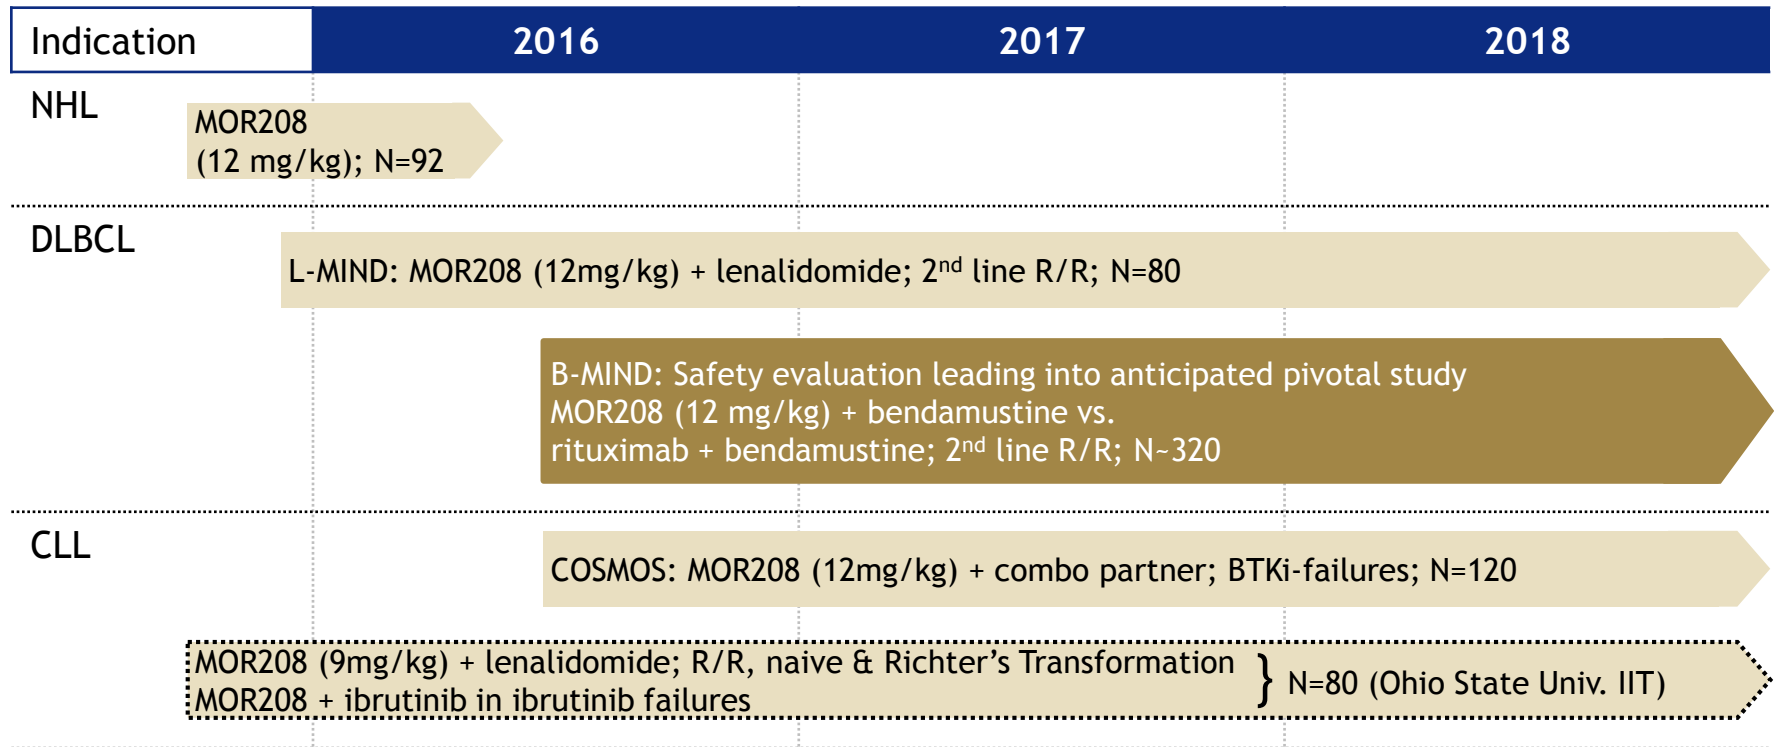 Indication 2016 2017 2018
NHL
MOR208
(12 mg/kg); N=92
DLBCL
L-MIND: MOR208 (12mg/kg) + lenalidomide; 2nd line R/R; N=80
B-MIND: Safety evaluation leading into anticipated pivotal study
MOR208 (12 mg/kg) + bendamustine vs.
rituximab + bendamustine; 2nd line R/R; N~320
CLL
COSMOS: MOR208 (12mg/kg) + combo partner; BTKi-failures; N=120
MOR208 (9mg/kg) + lenalidomide; R/R, naive & Richter's Transformation
MOR208 + ibrutinib in ibrutinib failures
} N=80 (Ohio State Univ. IIT)